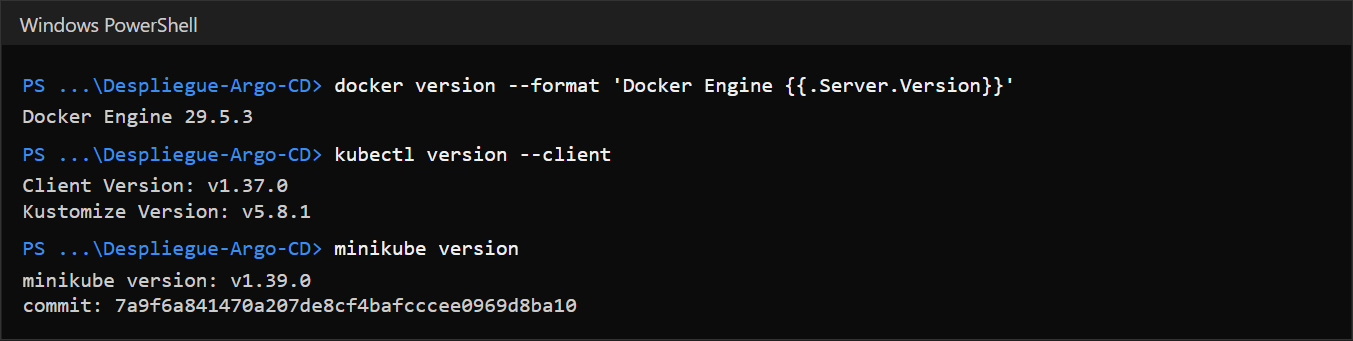 Windows PowerShell
PS ...\Despliegue-Argo-CD> docker version --format 'Docker Engine {{.Server.Version}}'
Docker Engine 29.5.3
PS ...\Despliegue-Argo-CD> kubectl version --client
Client Version: v1.37.0
Kustomize Version: v5.8.1
PS ...\Despliegue-Argo-CD> minikube version
minikube version: v1.39.0
commit: 7a9f6a841470a207de8cf4bafcccee0969d8ba10